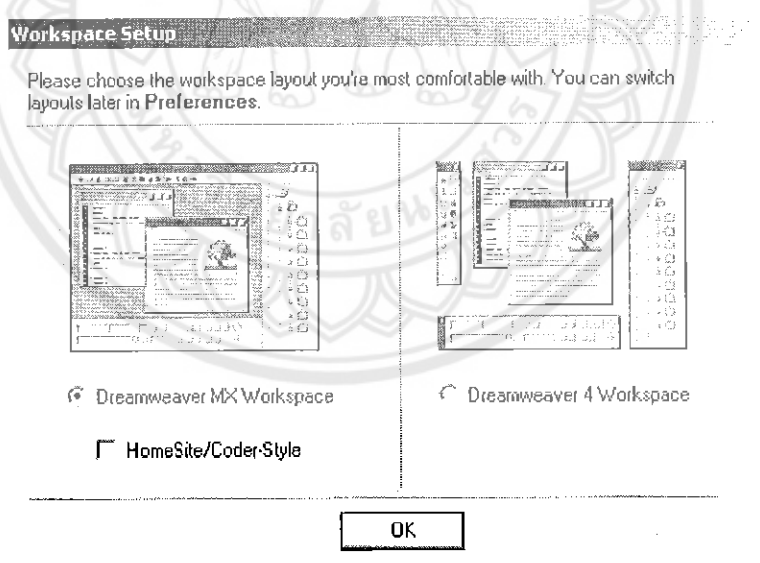 Workspace Setup
Please choose the workspace layout you're most comfortable with. You can switch
layouts later in Preferences.
Dreamweaver MX Workspace
Dreamweaver 4 Workspace
HomeSite/Coder-Style
OK